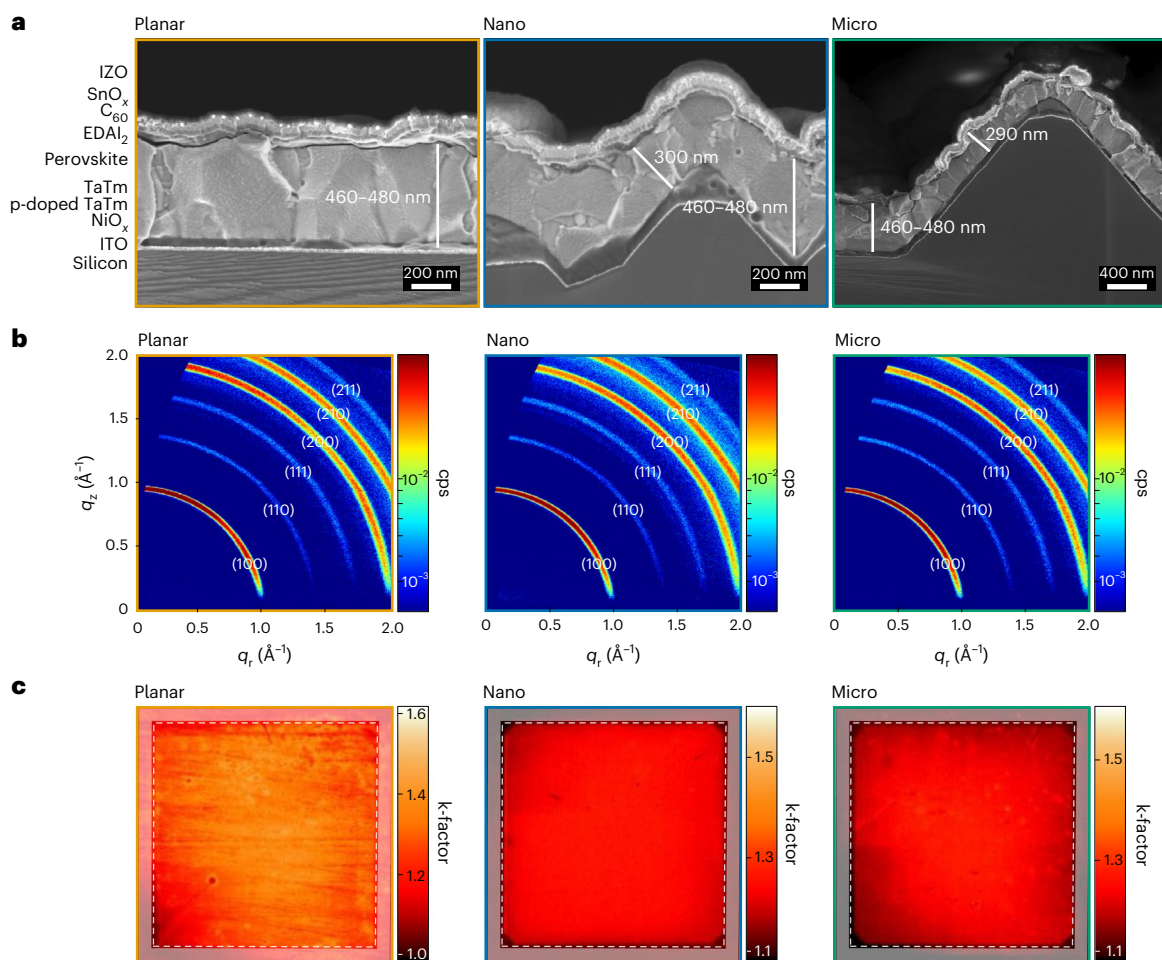 a
Planar
Nano
Micro
IZO
SnOₓ
C₆₀
EDAI₂
Perovskite
TaTm
p-doped TaTm
NiOₓ
ITO
Silicon
460–480 nm
200 nm
300 nm
460–480 nm
200 nm
290 nm
460–480 nm
400 nm
b
Planar
2.0
1.5
1.0
0.5
0
q_z (Å⁻¹)
(211)
(210)
(200)
(111)
(110)
(100)
0 0.5 1.0 1.5 2.0
q_r (Å⁻¹)
10⁻²
10⁻³
cps
Nano
(211)
(210)
(200)
(111)
(110)
(100)
0 0.5 1.0 1.5 2.0
q_r (Å⁻¹)
10⁻²
10⁻³
cps
Micro
(211)
(210)
(200)
(111)
(110)
(100)
0 0.5 1.0 1.5 2.0
q_r (Å⁻¹)
10⁻²
10⁻³
cps
c
Planar
1.6
1.4
1.2
1.0
k-factor
Nano
1.5
1.3
1.1
k-factor
Micro
1.5
1.3
1.1
k-factor